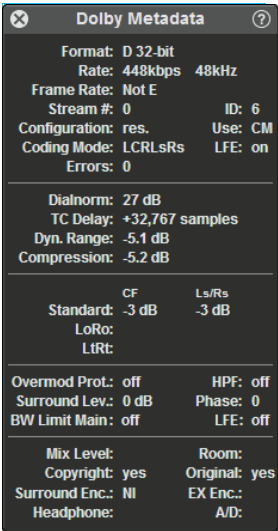 Dolby Metadata ?
Format: D 32-bit
Rate: 448kbps 48kHz
Frame Rate: Not E
Stream #: 0 ID: 6
Configuration: res. Use: CM
Coding Mode: LCRLsRs LFE: on
Errors: 0
Dialnorm: 27 dB
TC Delay: +32,767 samples
Dyn. Range: -5.1 dB
Compression: -5.2 dB
CF Ls/Rs
Standard: -3 dB -3 dB
LoRo:
LtRt:
Overmod Prot.: off HPF: off
Surround Lev.: 0 dB Phase: 0
BW Limit Main: off LFE: off
Mix Level: Room:
Copyright: yes Original: yes
Surround Enc.: NI EX Enc.:
Headphone: A/D: